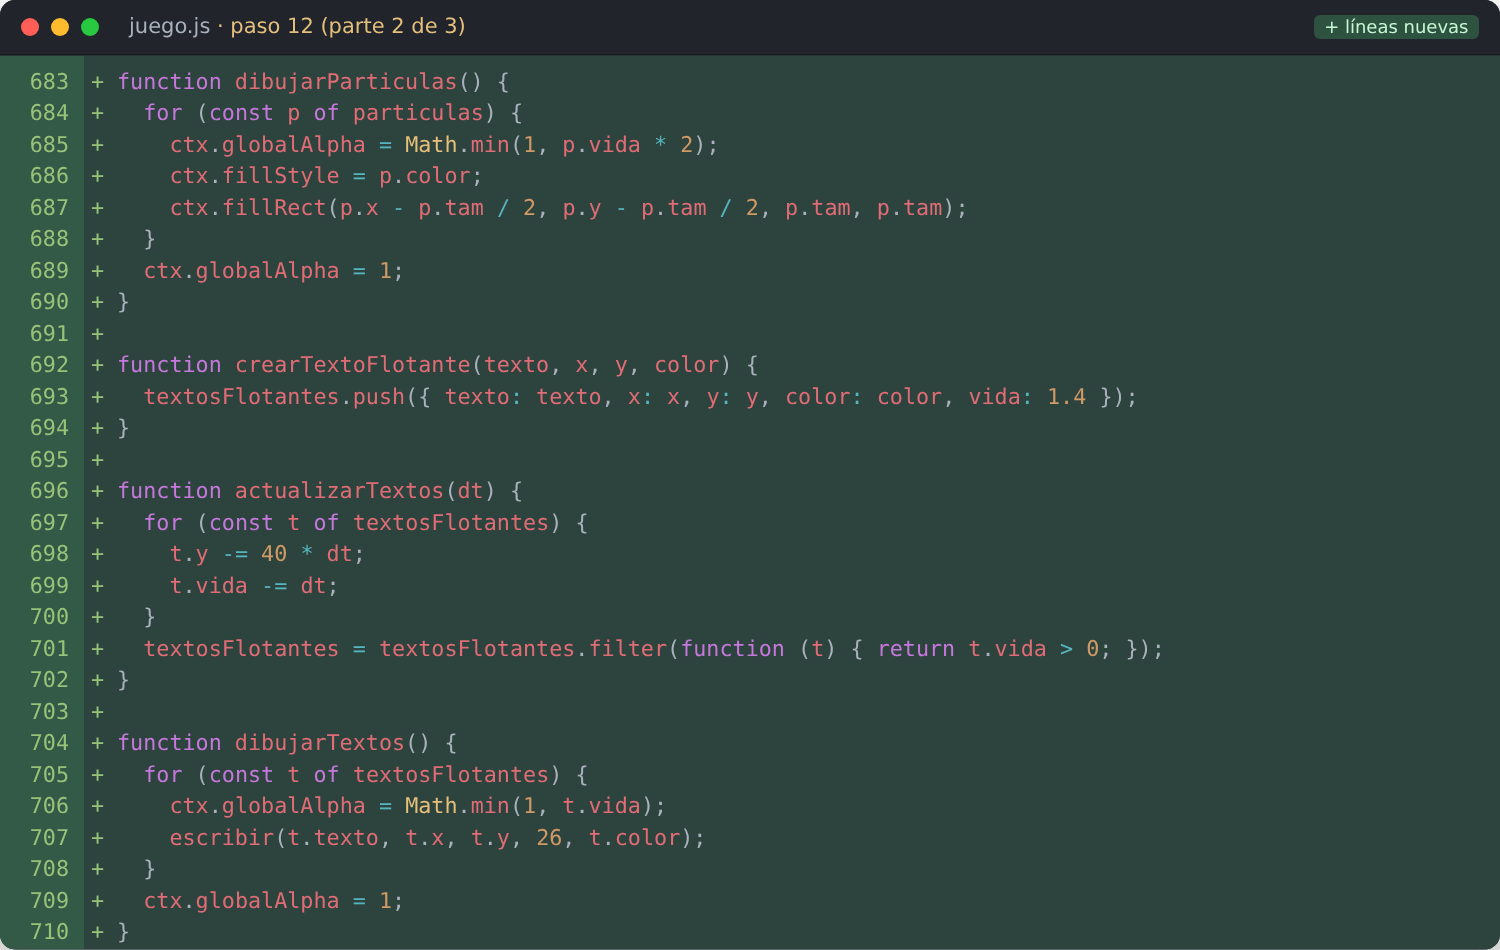 juego.js · paso 12 (parte 2 de 3)
+ líneas nuevas
683 + function dibujarParticulas() {
684 +   for (const p of particulas) {
685 +     ctx.globalAlpha = Math.min(1, p.vida * 2);
686 +     ctx.fillStyle = p.color;
687 +     ctx.fillRect(p.x - p.tam / 2, p.y - p.tam / 2, p.tam, p.tam);
688 +   }
689 +   ctx.globalAlpha = 1;
690 + }
691 +
692 + function crearTextoFlotante(texto, x, y, color) {
693 +   textosFlotantes.push({ texto: texto, x: x, y: y, color: color, vida: 1.4 });
694 + }
695 +
696 + function actualizarTextos(dt) {
697 +   for (const t of textosFlotantes) {
698 +     t.y -= 40 * dt;
699 +     t.vida -= dt;
700 +   }
701 +   textosFlotantes = textosFlotantes.filter(function (t) { return t.vida > 0; });
702 + }
703 +
704 + function dibujarTextos() {
705 +   for (const t of textosFlotantes) {
706 +     ctx.globalAlpha = Math.min(1, t.vida);
707 +     escribir(t.texto, t.x, t.y, 26, t.color);
708 +   }
709 +   ctx.globalAlpha = 1;
710 + }